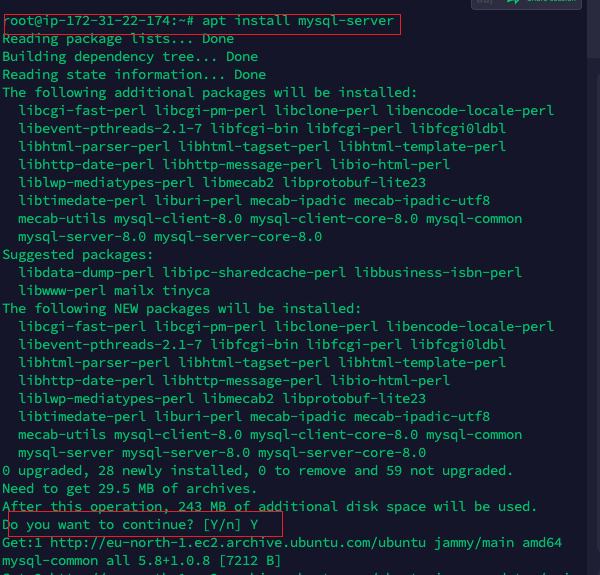 Share session
root@ip-172-31-22-174:~# apt install mysql-server
Reading package lists... Done
Building dependency tree... Done
Reading state information... Done
The following additional packages will be installed:
libcgi-fast-perl libcgi-pm-perl libclone-perl libencode-locale-perl
libevent-pthreads-2.1-7 libfcgi-bin libfcgi-perl libfcgi0ldbl
libhtml-parser-perl libhtml-tagset-perl libhtml-template-perl
libhttp-date-perl libhttp-message-perl libio-html-perl
liblwp-mediatypes-perl libmecab2 libprotobuf-lite23
libtimedate-perl liburi-perl mecab-ipadic mecab-ipadic-utf8
mecab-utils mysql-client-8.0 mysql-client-core-8.0 mysql-common
mysql-server-8.0 mysql-server-core-8.0
Suggested packages:
libdata-dump-perl libipc-sharedcache-perl libbusiness-isbn-perl
libwww-perl mailx tinyca
The following NEW packages will be installed:
libcgi-fast-perl libcgi-pm-perl libclone-perl libencode-locale-perl
libevent-pthreads-2.1-7 libfcgi-bin libfcgi-perl libfcgi0ldbl
libhtml-parser-perl libhtml-tagset-perl libhtml-template-perl
libhttp-date-perl libhttp-message-perl libio-html-perl
liblwp-mediatypes-perl libmecab2 libprotobuf-lite23
libtimedate-perl liburi-perl mecab-ipadic mecab-ipadic-utf8
mecab-utils mysql-client-8.0 mysql-client-core-8.0 mysql-common
mysql-server mysql-server-8.0 mysql-server-core-8.0
0 upgraded, 28 newly installed, 0 to remove and 59 not upgraded.
Need to get 29.5 MB of archives.
After this operation, 243 MB of additional disk space will be used.
Do you want to continue? [Y/n] Y
Get:1 http://eu-north-1.ec2.archive.ubuntu.com/ubuntu jammy/main amd64
mysql-common all 5.8+1.0.8 [7212 B]